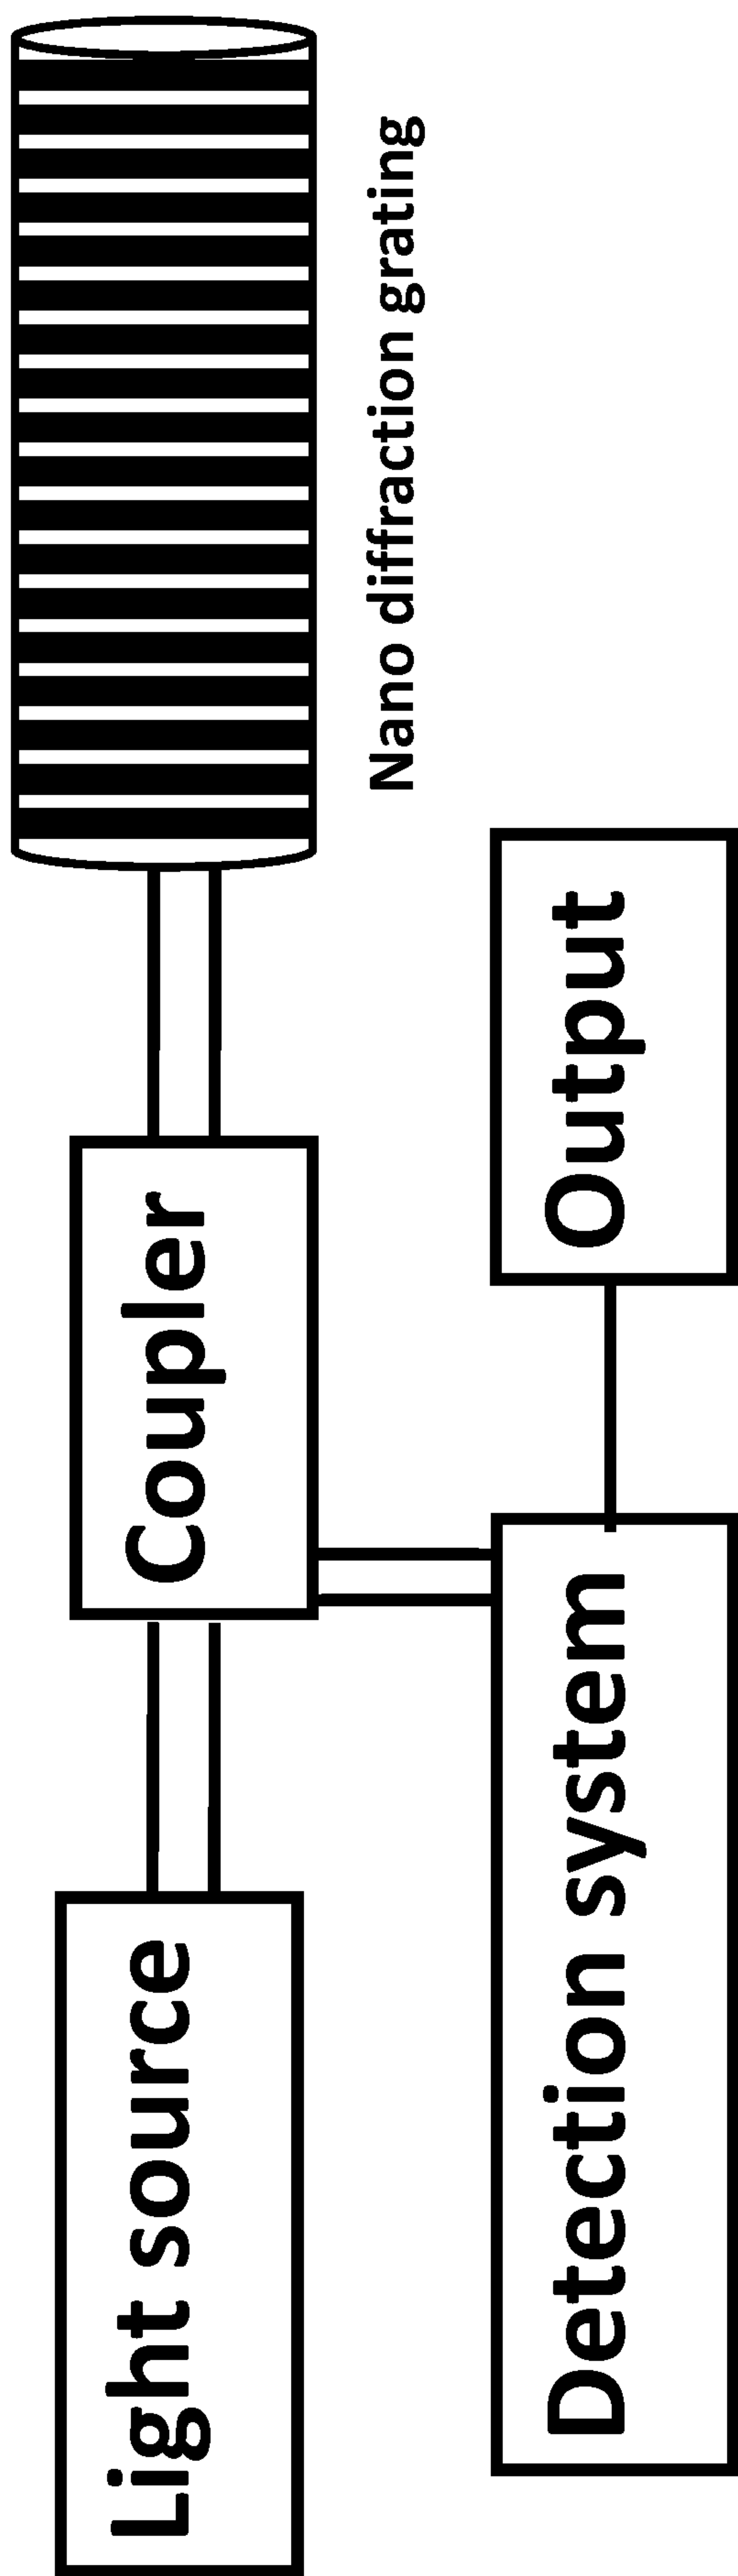 Light source
Coupler
Nano diffraction grating
Detection system
Output